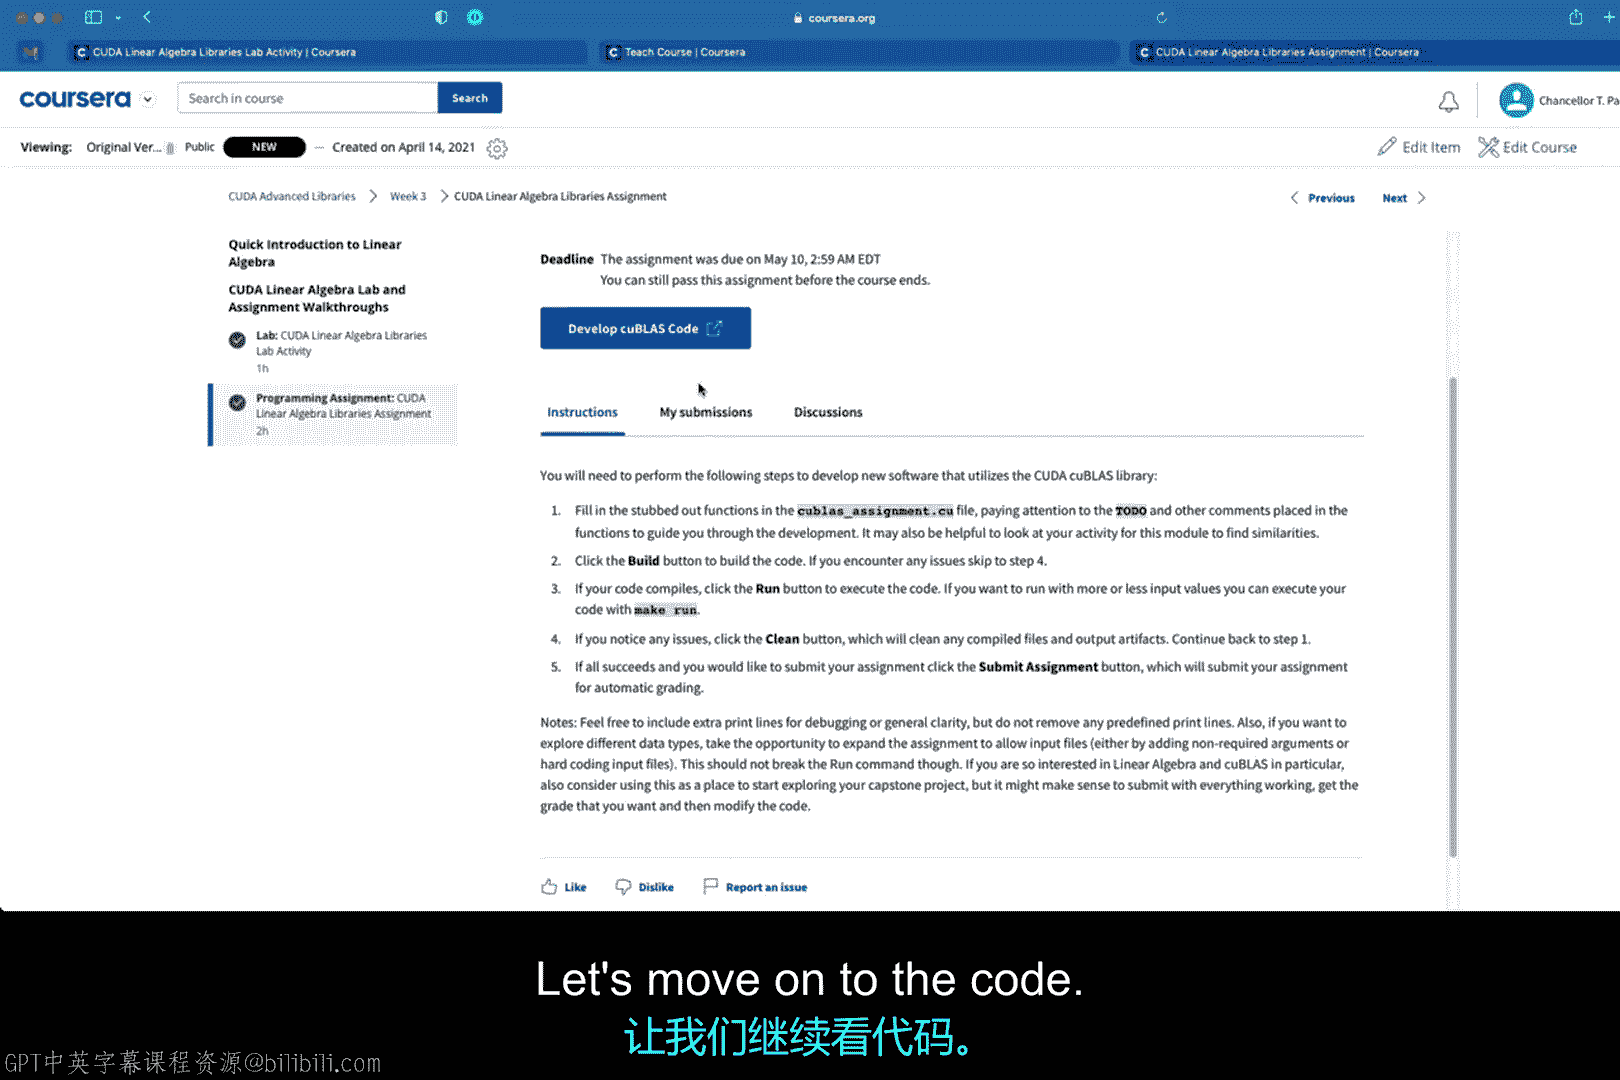 coursera.org
CUDA Linear Algebra Libraries Lab Activity | Coursera
Teach Course | Coursera
CUDA Linear Algebra Libraries Assignment | Coursera
coursera
Search in course
Search
Chancellor T. Pa
Viewing: Original Ver... Public NEW — Created on April 14, 2021
Edit Item
Edit Course
CUDA Advanced Libraries > Week 3 > CUDA Linear Algebra Libraries Assignment
Previous
Next
Quick Introduction to Linear
Algebra
CUDA Linear Algebra Lab and
Assignment Walkthroughs
Lab: CUDA Linear Algebra Libraries
Lab Activity
1h
Programming Assignment: CUDA
Linear Algebra Libraries Assignment
2h
Deadline The assignment was due on May 10, 2:59 AM EDT
You can still pass this assignment before the course ends.
Develop cuBLAS Code
Instructions
My submissions
Discussions
You will need to perform the following steps to develop new software that utilizes the CUDA cuBLAS library:
1. Fill in the stubbed out functions in the cublas_assignment.cu file, paying attention to the TODO and other comments placed in the
functions to guide you through the development. It may also be helpful to look at your activity for this module to find similarities.
2. Click the Build button to build the code. If you encounter any issues skip to step 4.
3. If your code compiles, click the Run button to execute the code. If you want to run with more or less input values you can execute your
code with make run.
4. If you notice any issues, click the Clean button, which will clean any compiled files and output artifacts. Continue back to step 1.
5. If all succeeds and you would like to submit your assignment click the Submit Assignment button, which will submit your assignment
for automatic grading.
Notes: Feel free to include extra print lines for debugging or general clarity, but do not remove any predefined print lines. Also, if you want to
explore different data types, take the opportunity to expand the assignment to allow input files (either by adding non-required arguments or
hard coding input files). This should not break the Run command though. If you are so interested in Linear Algebra and cuBLAS in particular,
also consider using this as a place to start exploring your capstone project, but it might make sense to submit with everything working, get the
grade that you want and then modify the code.
Like
Dislike
Report an issue
Let's move on to the code.
让我们继续看代码。
GPT中英字幕课程资源@bilibili.com